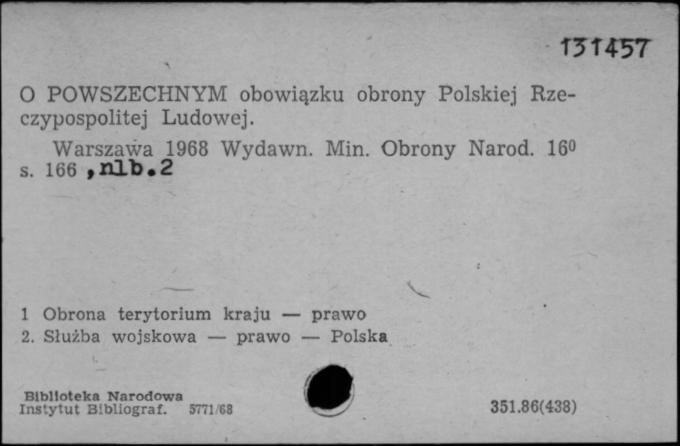 131457
O POWSZECHNYM obowiązku obrony Polskiej Rze-
czypospolitej Ludowej.
Warszawa 1968 Wydawn. Min. Obrony Narod. 16⁰
s. 166 , nlb. 2
1 Obrona terytorium kraju — prawo
2. Służba wojskowa — prawo — Polska
Biblioteka Narodowa
Instytut Bibliograf. 5771/68
351.86(438)